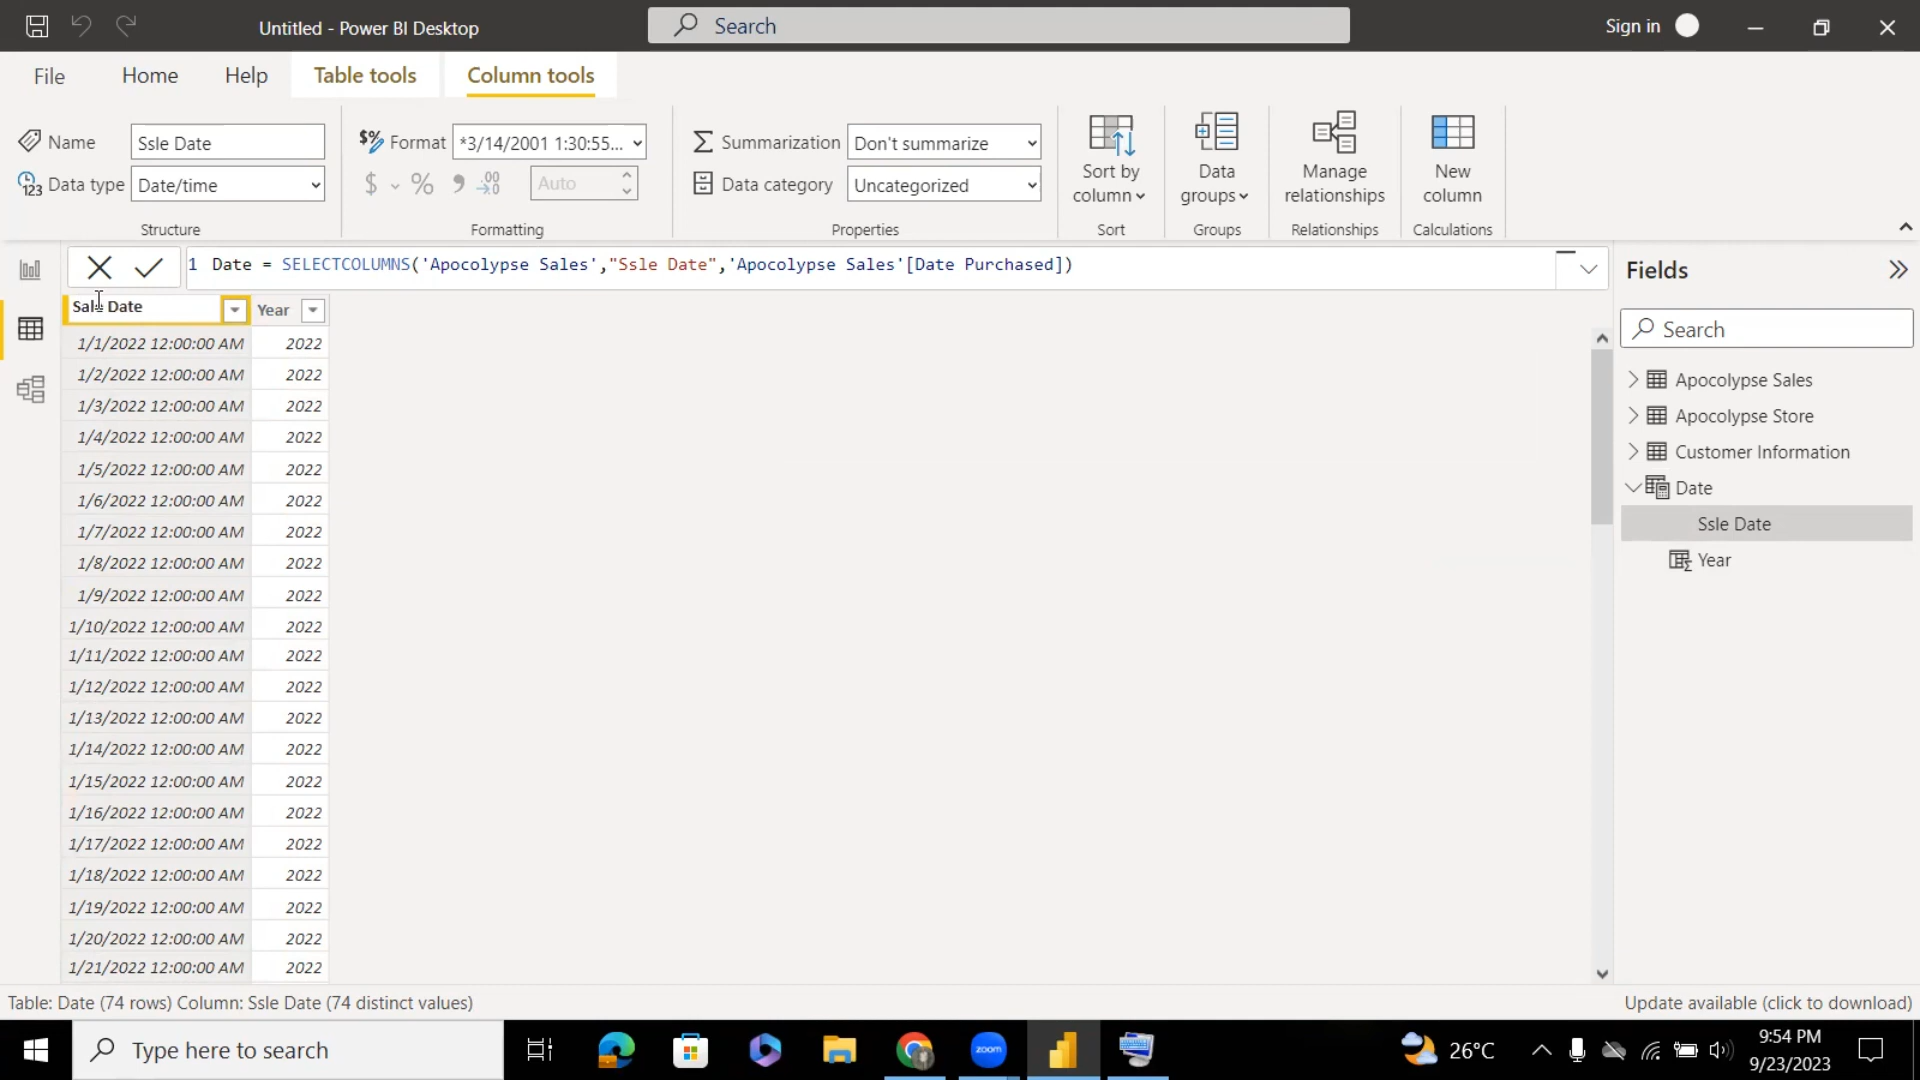 Untitled - Power BI Desktop
Search
Sign in
File
Home
Help
Table tools
Column tools
Name
Ssle Date
Format
*3/14/2001 1:30:55...
Summarization
Don't summarize
Data type
Date/time
$ % 9 .00
Auto
Data category
Uncategorized
Sort by
column
Data
groups
Manage
relationships
New
column
Structure
Formatting
Properties
Sort
Groups
Relationships
Calculations
1 Date = SELECTCOLUMNS('Apocolypse Sales',"Ssle Date",'Apocolypse Sales'[Date Purchased])
Sale Date
Year
1/1/2022 12:00:00 AM 2022
1/2/2022 12:00:00 AM 2022
1/3/2022 12:00:00 AM 2022
1/4/2022 12:00:00 AM 2022
1/5/2022 12:00:00 AM 2022
1/6/2022 12:00:00 AM 2022
1/7/2022 12:00:00 AM 2022
1/8/2022 12:00:00 AM 2022
1/9/2022 12:00:00 AM 2022
1/10/2022 12:00:00 AM 2022
1/11/2022 12:00:00 AM 2022
1/12/2022 12:00:00 AM 2022
1/13/2022 12:00:00 AM 2022
1/14/2022 12:00:00 AM 2022
1/15/2022 12:00:00 AM 2022
1/16/2022 12:00:00 AM 2022
1/17/2022 12:00:00 AM 2022
1/18/2022 12:00:00 AM 2022
1/19/2022 12:00:00 AM 2022
1/20/2022 12:00:00 AM 2022
1/21/2022 12:00:00 AM 2022
Fields
Search
Apocolypse Sales
Apocolypse Store
Customer Information
Date
Ssle Date
Year
Table: Date (74 rows) Column: Ssle Date (74 distinct values)
Update available (click to download)
Type here to search
zoom
26°C
9:54 PM
9/23/2023